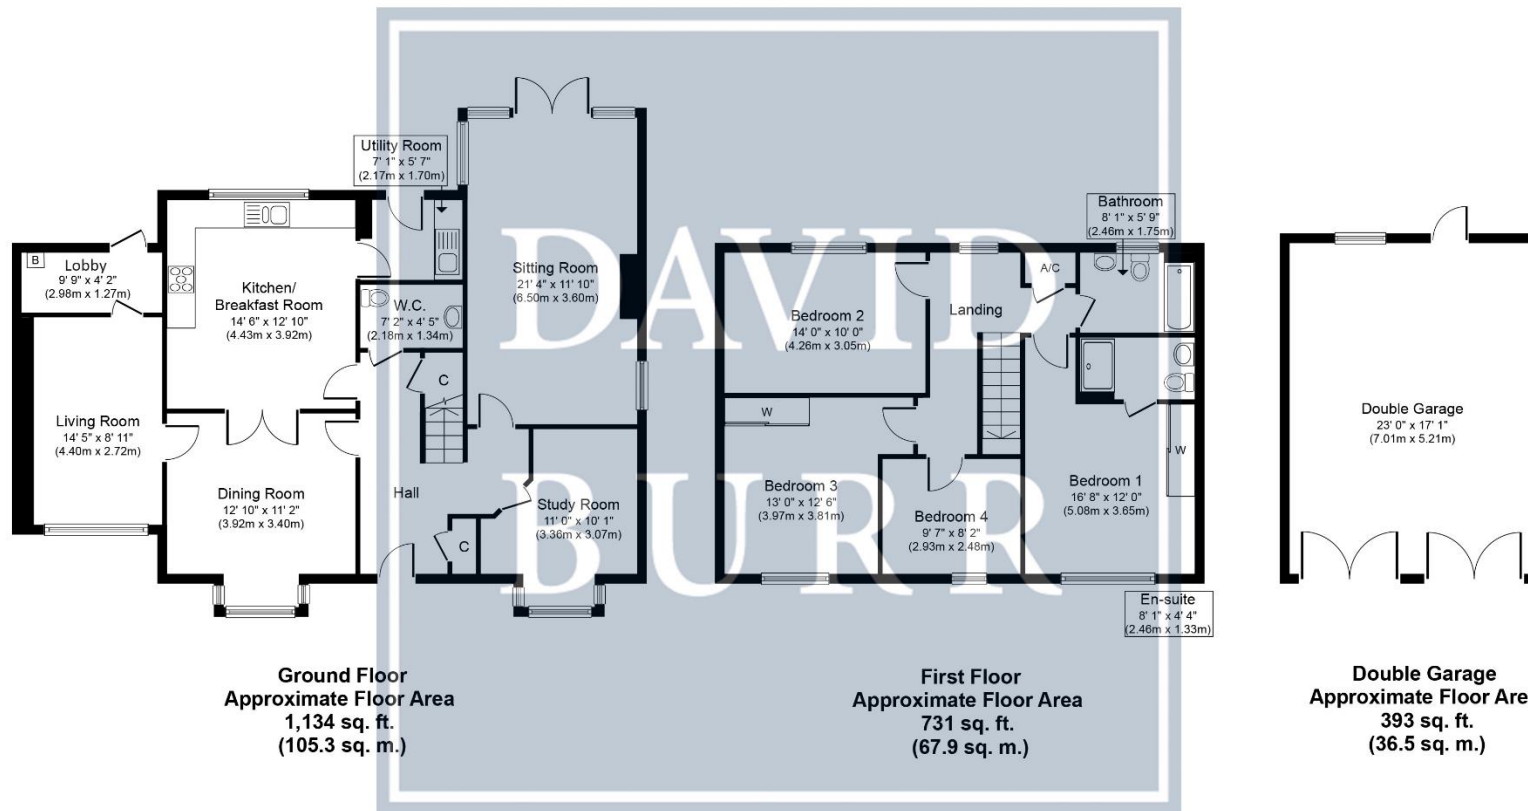 Utility Room
7' 1" x 5' 7"
(2.17m x 1.70m)
B
Lobby
9' 9" x 4' 2"
(2.98m x 1.27m)
Kitchen/
Breakfast Room
14' 6" x 12' 10"
(4.43m x 3.92m)
W.C.
7' 2" x 4' 5"
(2.18m x 1.34m)
Sitting Room
21' 4" x 11' 10"
(6.50m x 3.60m)
C
Living Room
14' 5" x 8' 11"
(4.40m x 2.72m)
Dining Room
12' 10" x 11' 2"
(3.92m x 3.40m)
Hall
C
Study Room
11' 0" x 10' 1"
(3.36m x 3.07m)
Ground Floor
Approximate Floor Area
1,134 sq. ft.
(105.3 sq. m.)
DAVID
BURR
Bathroom
8' 1" x 5' 9"
(2.46m x 1.75m)
A/C
Landing
Bedroom 2
14' 0" x 10' 0"
(4.26m x 3.05m)
W
Bedroom 3
13' 0" x 12' 6"
(3.97m x 3.81m)
Bedroom 4
9' 7" x 8' 2"
(2.93m x 2.48m)
W
Bedroom 1
16' 8" x 12' 0"
(5.08m x 3.65m)
En-suite
8' 1" x 4' 4"
(2.46m x 1.33m)
First Floor
Approximate Floor Area
731 sq. ft.
(67.9 sq. m.)
Double Garage
23' 0" x 17' 1"
(7.01m x 5.21m)
Double Garage
Approximate Floor Are
393 sq. ft.
(36.5 sq. m.)